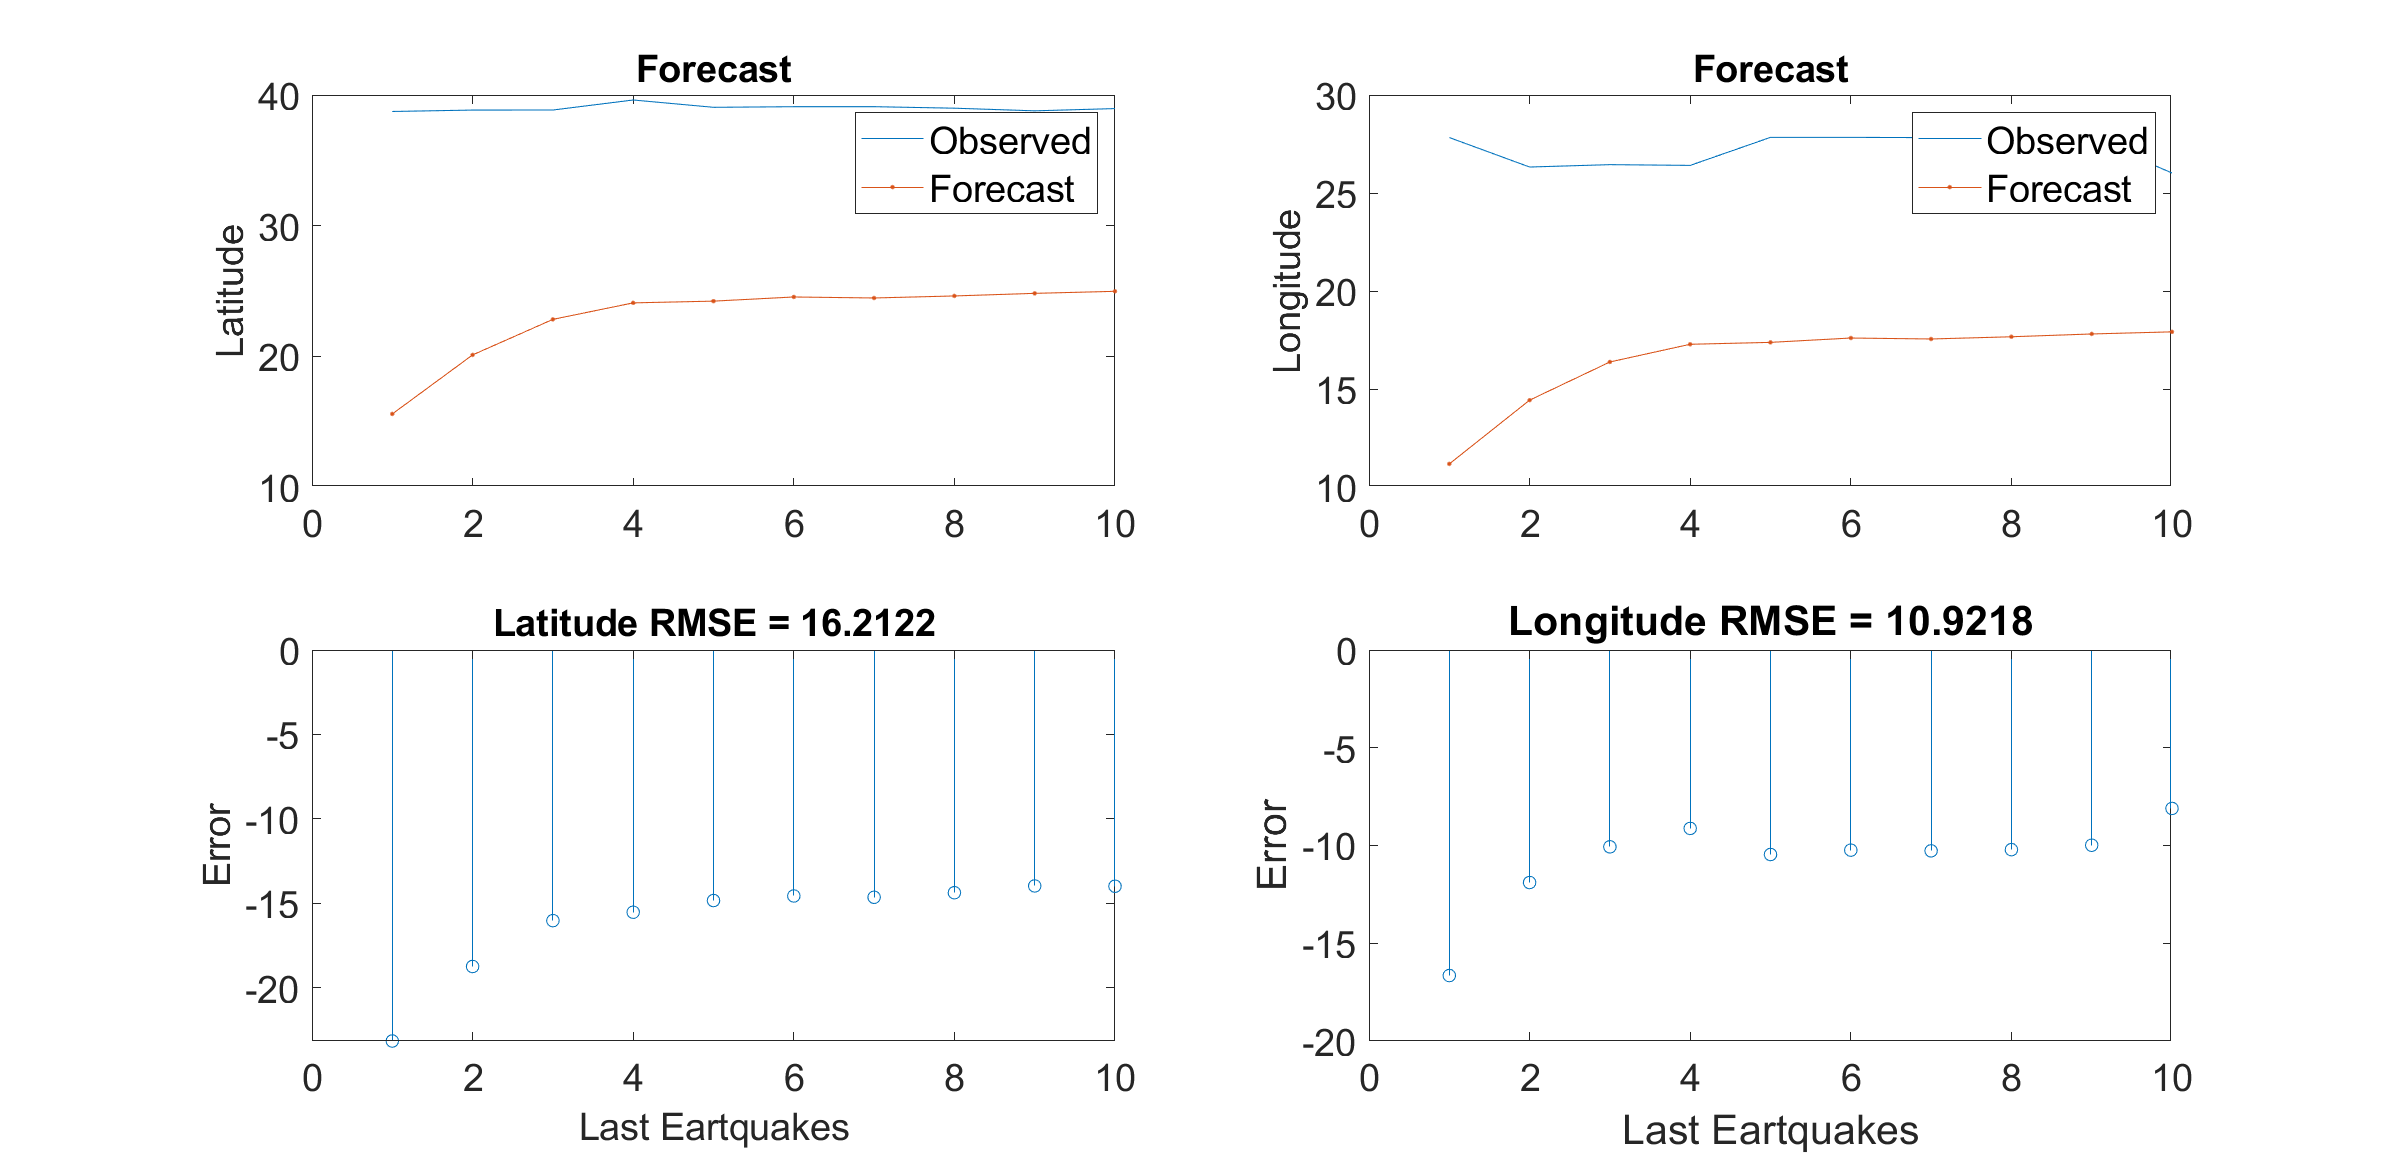 Forecast
40
30
20
10
Latitude
0 2 4 6 8 10
Observed
Forecast
Forecast
30
25
20
15
10
Longitude
0 2 4 6 8 10
Observed
Forecast
Latitude RMSE = 16.2122
0
-5
-10
-15
-20
Error
0 2 4 6 8 10
Last Eartquakes
Longitude RMSE = 10.9218
0
-5
-10
-15
-20
Error
0 2 4 6 8 10
Last Eartquakes